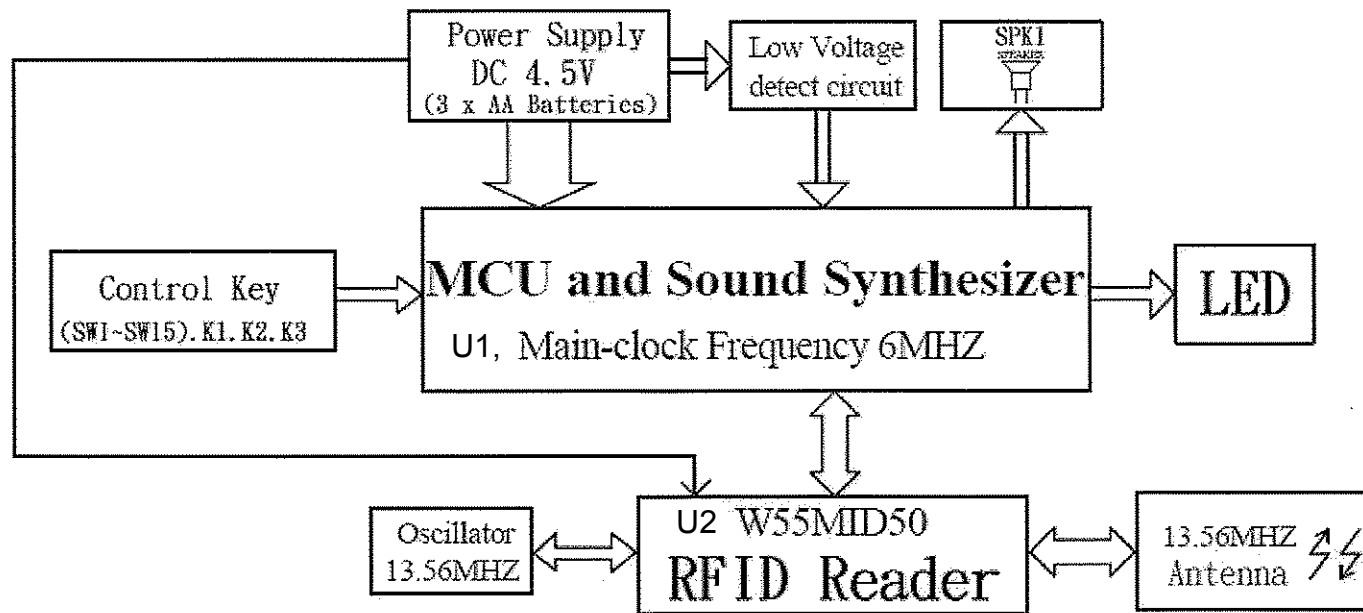 Power Supply
DC 4.5V
(3 x AA Batteries)
Low Voltage
detect circuit
SPK1
SPEAKER
Control Key
(SW1~SW15).K1.K2.K3
MCU and Sound Synthesizer
U1, Main-clock Frequency 6MHZ
LED
Oscillator
13.56MHZ
U2 W55MID50
RFID Reader
13.56MHZ
Antenna